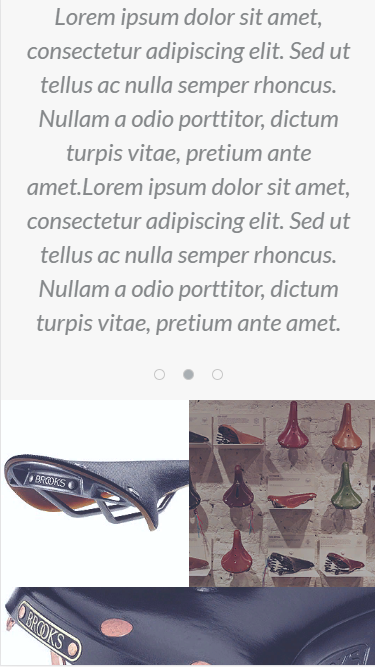 Lorem ipsum dolor sit amet,
consectetur adipiscing elit. Sed ut
tellus ac nulla semper rhoncus.
Nullam a odio porttitor, dictum
turpis vitae, pretium ante
amet.Lorem ipsum dolor sit amet,
consectetur adipiscing elit. Sed ut
tellus ac nulla semper rhoncus.
Nullam a odio porttitor, dictum
turpis vitae, pretium ante amet.
BROOKS
BROOKS